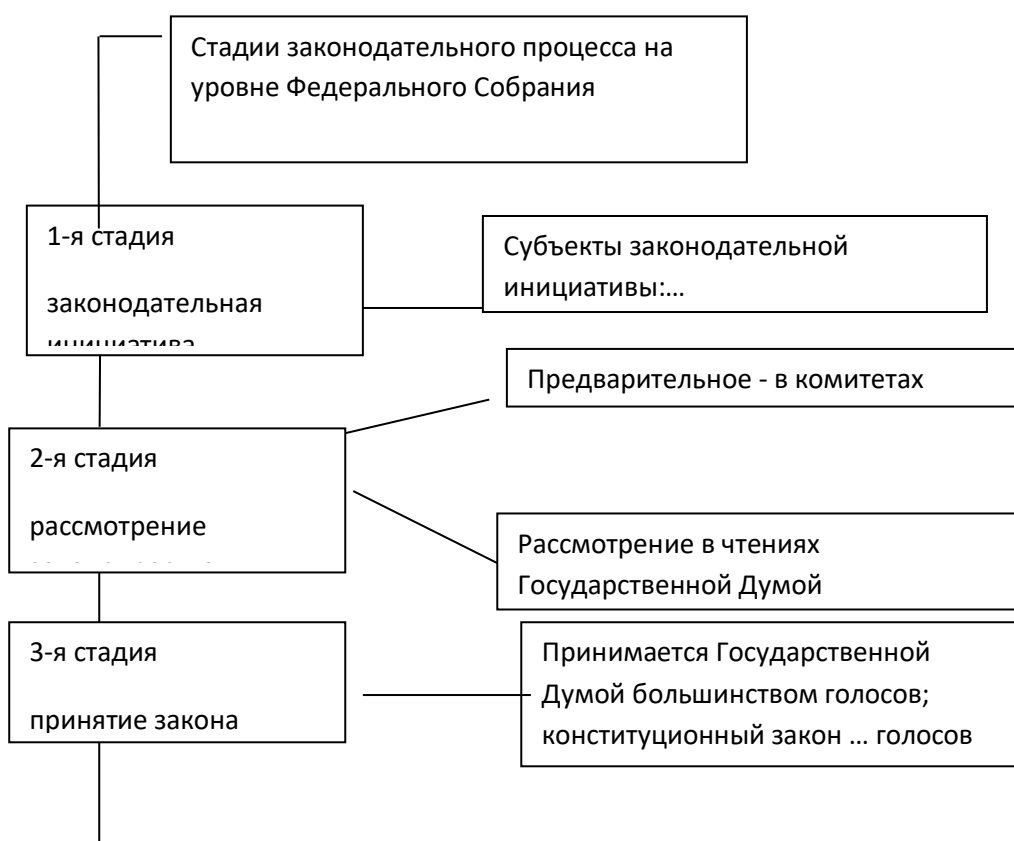 Стадии законодательного процесса на
уровне Федерального Собрания
1-я стадия
законодательная
инициатива
Субъекты законодательной
инициативы:...
Предварительное - в комитетах
2-я стадия
рассмотрение
Рассмотрение в чтениях
Государственной Думой
3-я стадия
принятие закона
Принимается Государственной
Думой большинством голосов;
конституционный закон ... голосов